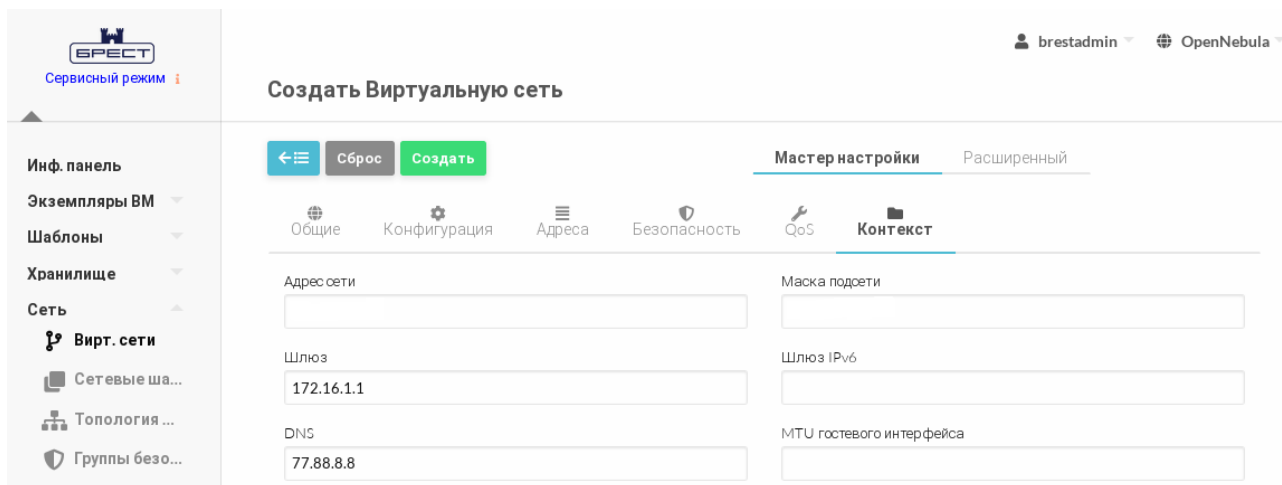 БРЕСТ
Сервисный режим i
brestadmin
OpenNebula
Создать Виртуальную сеть
Инф. панель
Экземпляры ВМ
Шаблоны
Хранилище
Сеть
Вирт. сети
Сетевые ша...
Топология ...
Группы безо...
Сброс
Создать
Мастер настройки
Расширенный
Общие
Конфигурация
Адреса
Безопасность
QoS
Контекст
Адрес сети
Маска подсети
Шлюз
172.16.1.1
Шлюз IPv6
DNS
77.88.8.8
MTU гостевого интерфейса